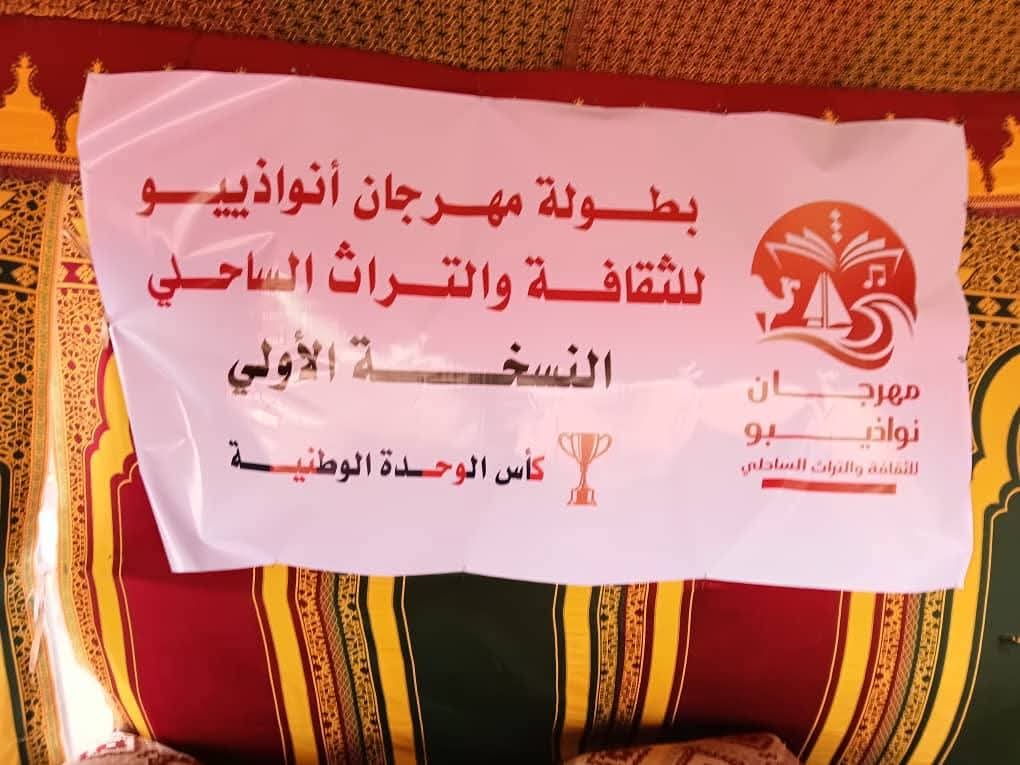 بطولة مهرجان أنواذيبو
للثقافة والتراث الساحلي
النسخة الأولي
كأس الوحدة الوطنية
مهرجان
نواذيبو
للثقافة والتراث الساحلي